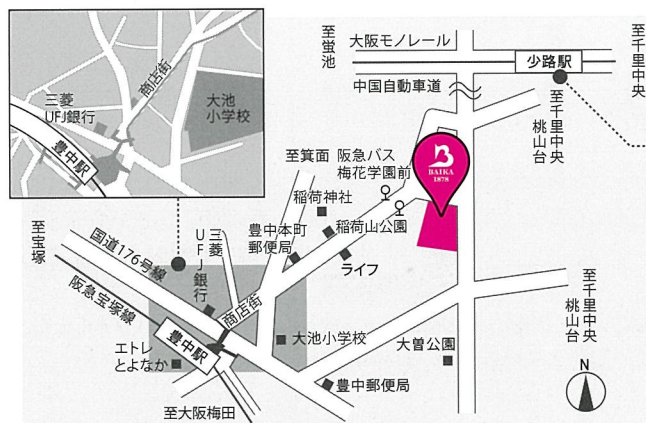 三菱
UFJ銀行
商店街
大池
小学校
豊中駅
至蛍池
大阪モノレール
少路駅
至千里中央
中国自動車道
至千里中央
桃山台
至箕面
阪急バス
梅花学園前
BAIKA
1878
稲荷神社
稲荷山公園
豊中本町
郵便局
ライフ
至宝塚
国道176号線
三菱
UFJ銀行
商店街
阪急宝塚線
豊中駅
エトレ
とよなか
大池小学校
大曽公園
至千里中央
桃山台
豊中郵便局
至大阪梅田
N